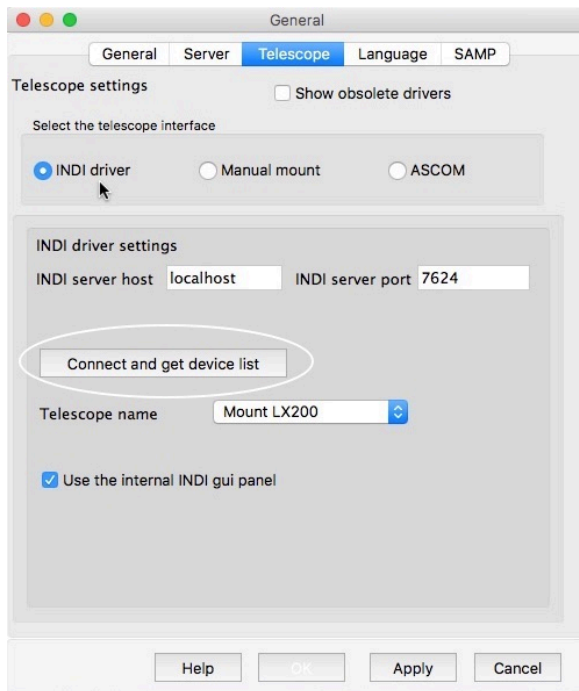 General
General Server Telescope Language SAMP
Telescope settings
Show obsolete drivers
Select the telescope interface
INDI driver Manual mount ASCOM
INDI driver settings
INDI server host localhost INDI server port 7624
Connect and get device list
Telescope name Mount LX200
Use the internal INDI gui panel
Help OK Apply Cancel